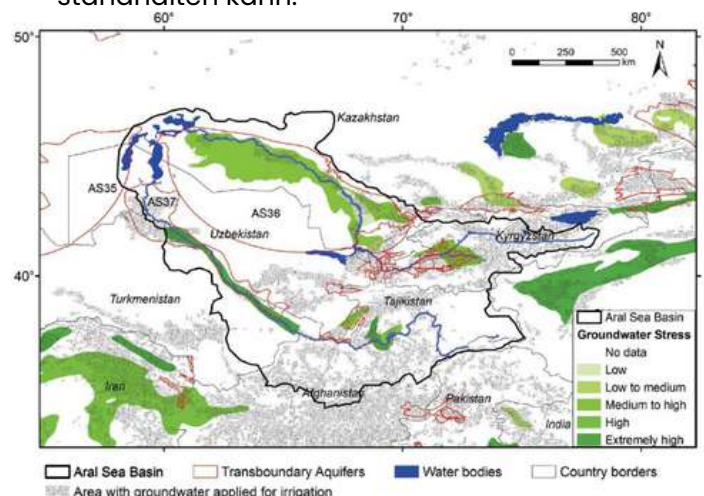 standhalten kann.
60°
70°
80°
50°
0 250 500
km
N
Kazakhstan
AS35
AS37
AS36
Uzbekistan
Kyrgyzstan
40°
Turkmenistan
Tajikistan
Iran
Afghanistan
Pakistan
India
Aral Sea Basin
Groundwater Stress
No data
Low
Low to medium
Medium to high
High
Extremely high
Aral Sea Basin Transboundary Aquifers Water bodies Country borders
Area with groundwater applied for irrigation